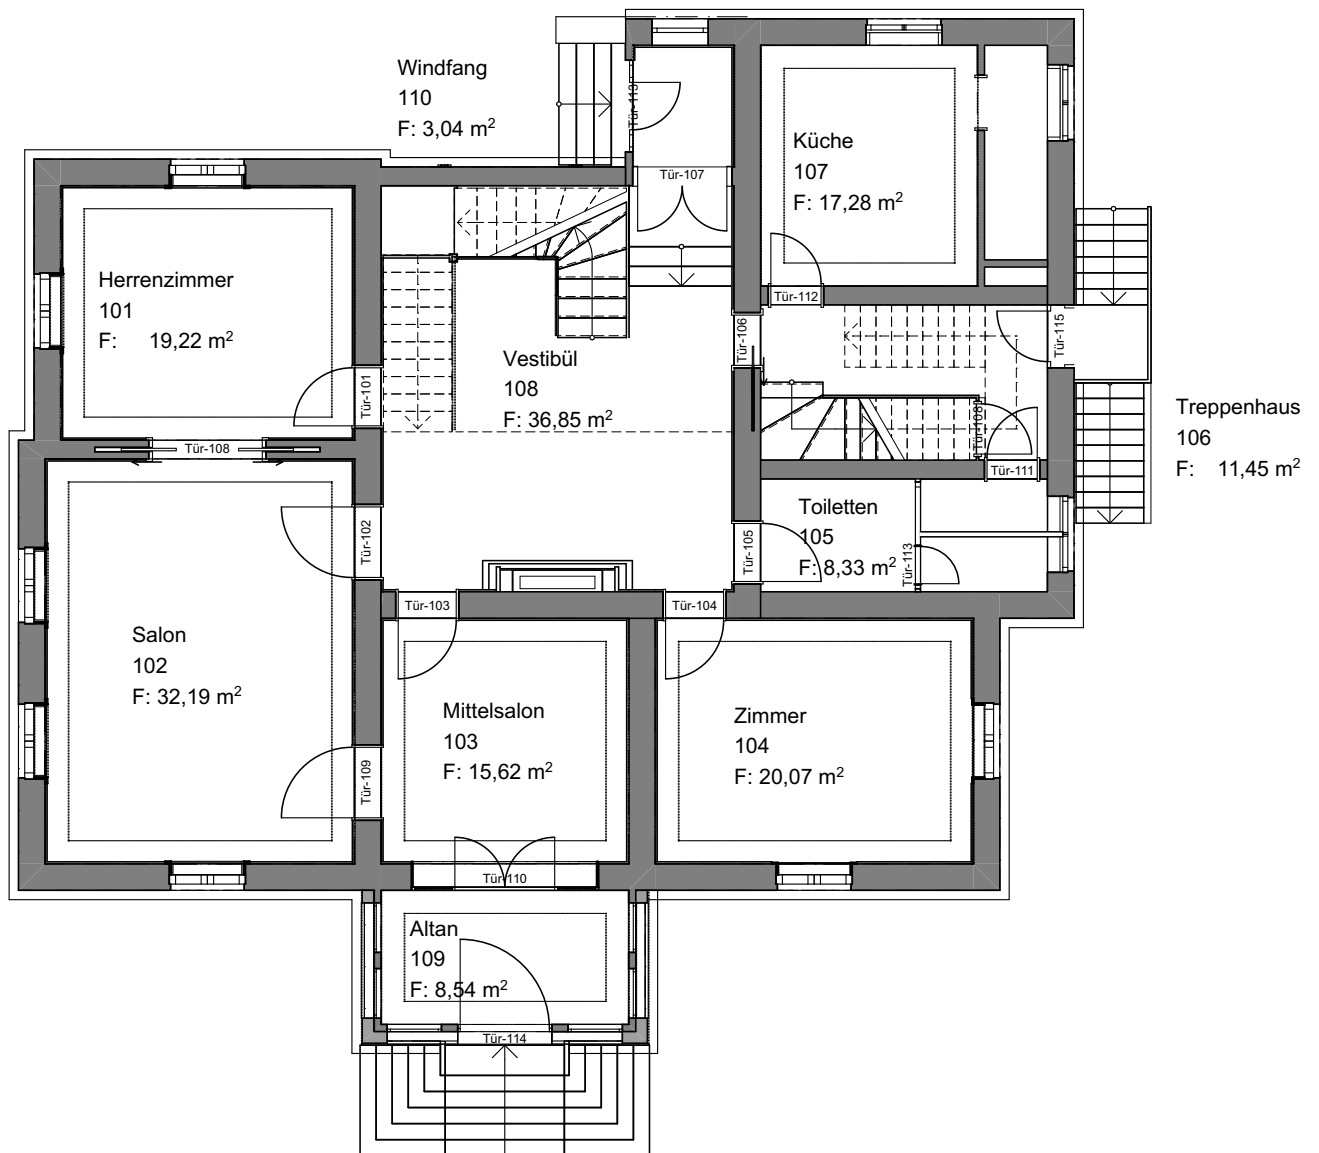 Windfang
110
F: 3,04 m²
Tür-113
Tür-107
Küche
107
F: 17,28 m²
Tür-112
Herrenzimmer
101
F: 19,22 m²
Tür-101
Vestibül
108
F: 36,85 m²
Tür-106
Tür-115
Treppenhaus
106
F: 11,45 m²
Tür-108
Tür-108
Tür-111
Toiletten
105
F: 8,33 m²
Tür-113
Tür-105
Tür-102
Tür-103
Tür-104
Salon
102
F: 32,19 m²
Mittelsalon
103
F: 15,62 m²
Zimmer
104
F: 20,07 m²
Tür-109
Tür-110
Altan
109
F: 8,54 m²
Tür-114